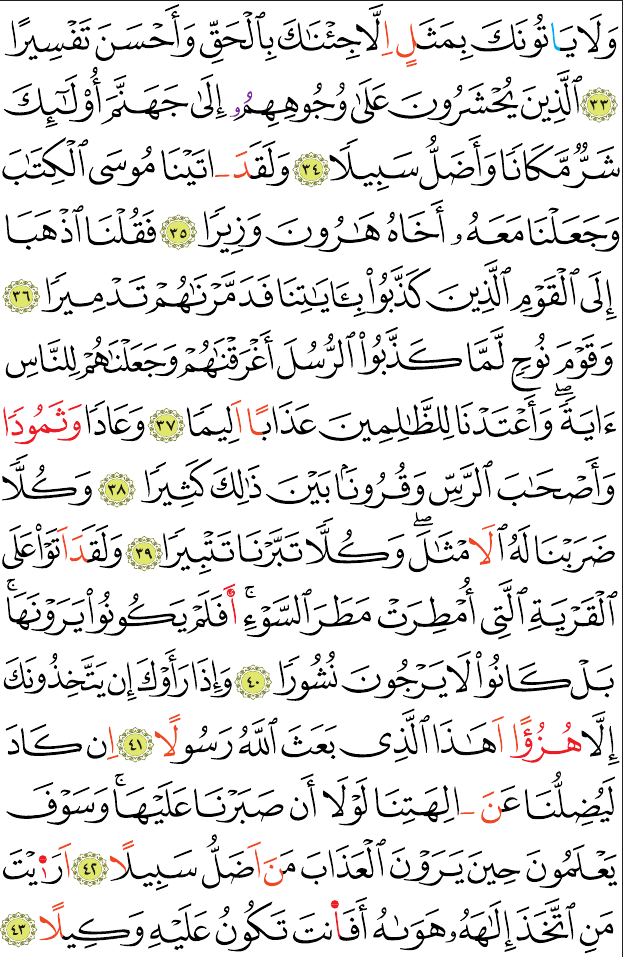 وَلَا يَاتُونَكَ بِمَثَلٍ اِلَّا جِئْنَٰكَ بِالْحَقِّ وَأَحْسَنَ تَفْسِيرًا
٣٣ ٱلَّذِينَ يُحْشَرُونَ عَلَىٰ وُجُوهِهِمُۥ إِلَىٰ جَهَنَّمَ أُوْلَٰٓئِكَ
شَرٌّ مَّكَانًا وَأَضَلُّ سَبِيلًا ٣٤ وَلَقَدَ ـ اتَيْنَا مُوسَى ٱلْكِتَٰبَ
وَجَعَلْنَا مَعَهُۥ أَخَاهُ هَٰرُونَ وَزِيرًا ٣٥ فَقُلْنَا ٱذْهَبَا
إِلَى ٱلْقَوْمِ ٱلَّذِينَ كَذَّبُوا۟ بِـَٔايَٰتِنَا فَدَمَّرْنَٰهُمْ تَدْمِيرًا ٣٦
وَقَوْمَ نُوحٍ لَّمَّا كَذَّبُوا۟ ٱلرُّسُلَ أَغْرَقْنَٰهُمْ وَجَعَلْنَٰهُمْ لِلنَّاسِ
ءَايَةً ۖ وَأَعْتَدْنَا لِلظَّٰلِمِينَ عَذَابًا اَلِيمًا ٣٧ وَعَادًا وَثَمُودًا
وَأَصْحَٰبَ ٱلرَّسِّ وَقُرُونًۢا بَيْنَ ذَٰلِكَ كَثِيرًا ٣٨ وَكُلًّا
ضَرَبْنَا لَهُ ٱلَامْثَٰلَ ۖ وَكُلًّا تَبَّرْنَا تَتْبِيرًا ٣٩ وَلَقَدَ اَتَوْا۟ عَلَى
ٱلْقَرْيَةِ ٱلَّتِى أُمْطِرَتْ مَطَرَ ٱلسَّوْءِ ۚ أَفَلَمْ يَكُونُوا۟ يَرَوْنَهَا ۚ
بَلْ كَانُوا۟ لَا يَرْجُونَ نُشُورًا ٤٠ وَإِذَا رَأَوْكَ إِن يَتَّخِذُونَكَ
إِلَّا هُزُؤًا اَهَٰذَا ٱلَّذِى بَعَثَ ٱللَّهُ رَسُولًا ٤١ اِن كَادَ
لَيُضِلُّنَا عَنَ ـ الِهَتِنَا لَوْلَا أَن صَبَرْنَا عَلَيْهَا ۚ وَسَوْفَ
يَعْلَمُونَ حِينَ يَرَوْنَ ٱلْعَذَابَ مَنَ اَضَلُّ سَبِيلًا ٤٢ اَرَٰيْتَ
مَنِ ٱتَّخَذَ إِلَٰهَهُۥ هَوَىٰهُ أَفَأَنتَ تَكُونُ عَلَيْهِ وَكِيلًا ٤٣